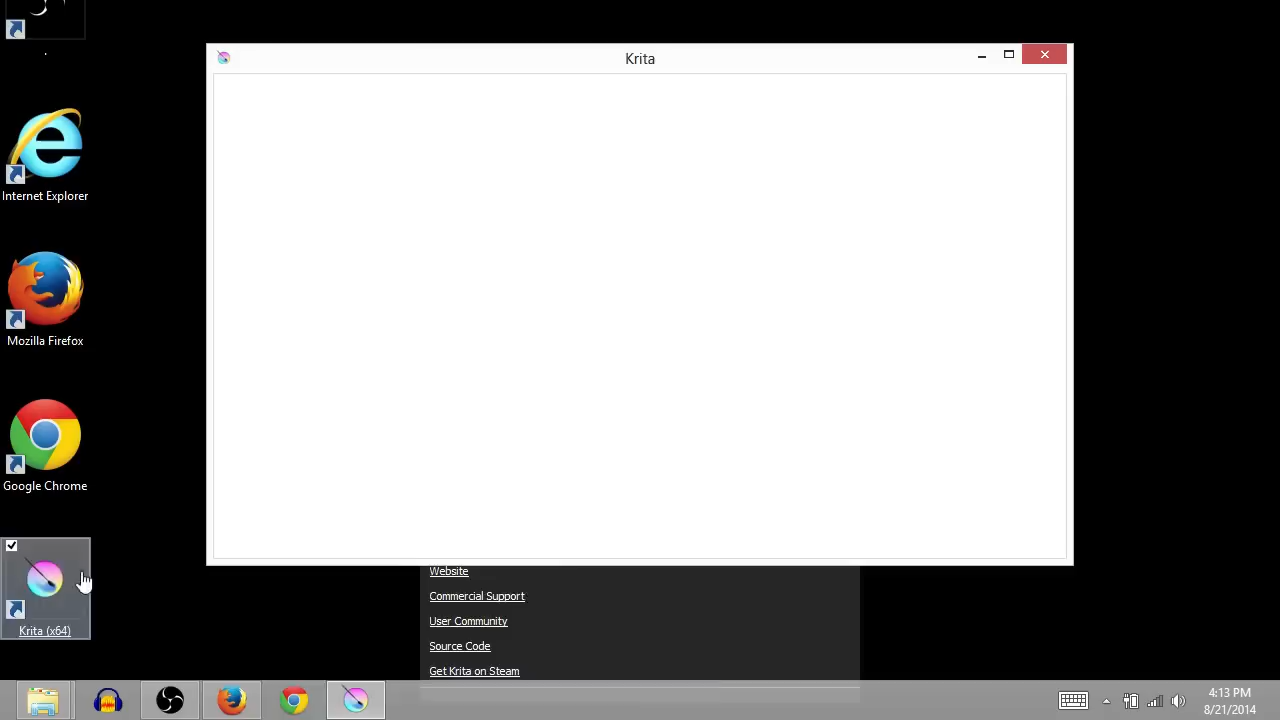 .
Internet Explorer
Mozilla Firefox
Google Chrome
Krita (x64)
Krita
Website
Commercial Support
User Community
Source Code
Get Krita on Steam
4:13 PM
8/21/2014